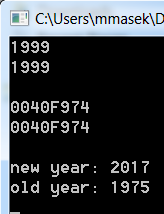 C:\Users\mmasek\D
1999
1999
0040F974
0040F974
new year: 2017
old year: 1975